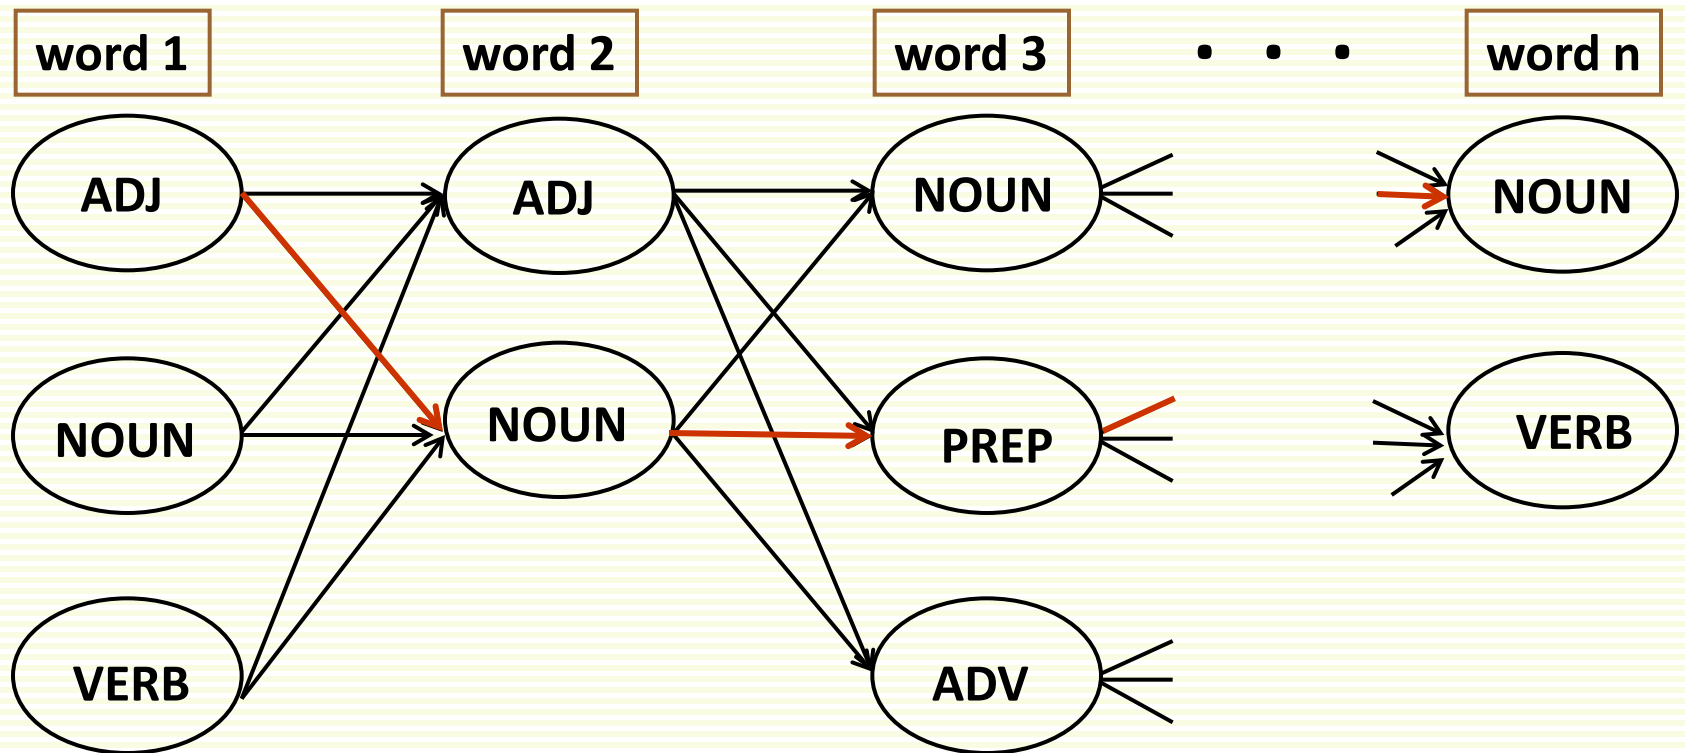 word 1 word 2 word 3 . . . word n
ADJ ADJ NOUN NOUN
NOUN NOUN PREP VERB
VERB ADV